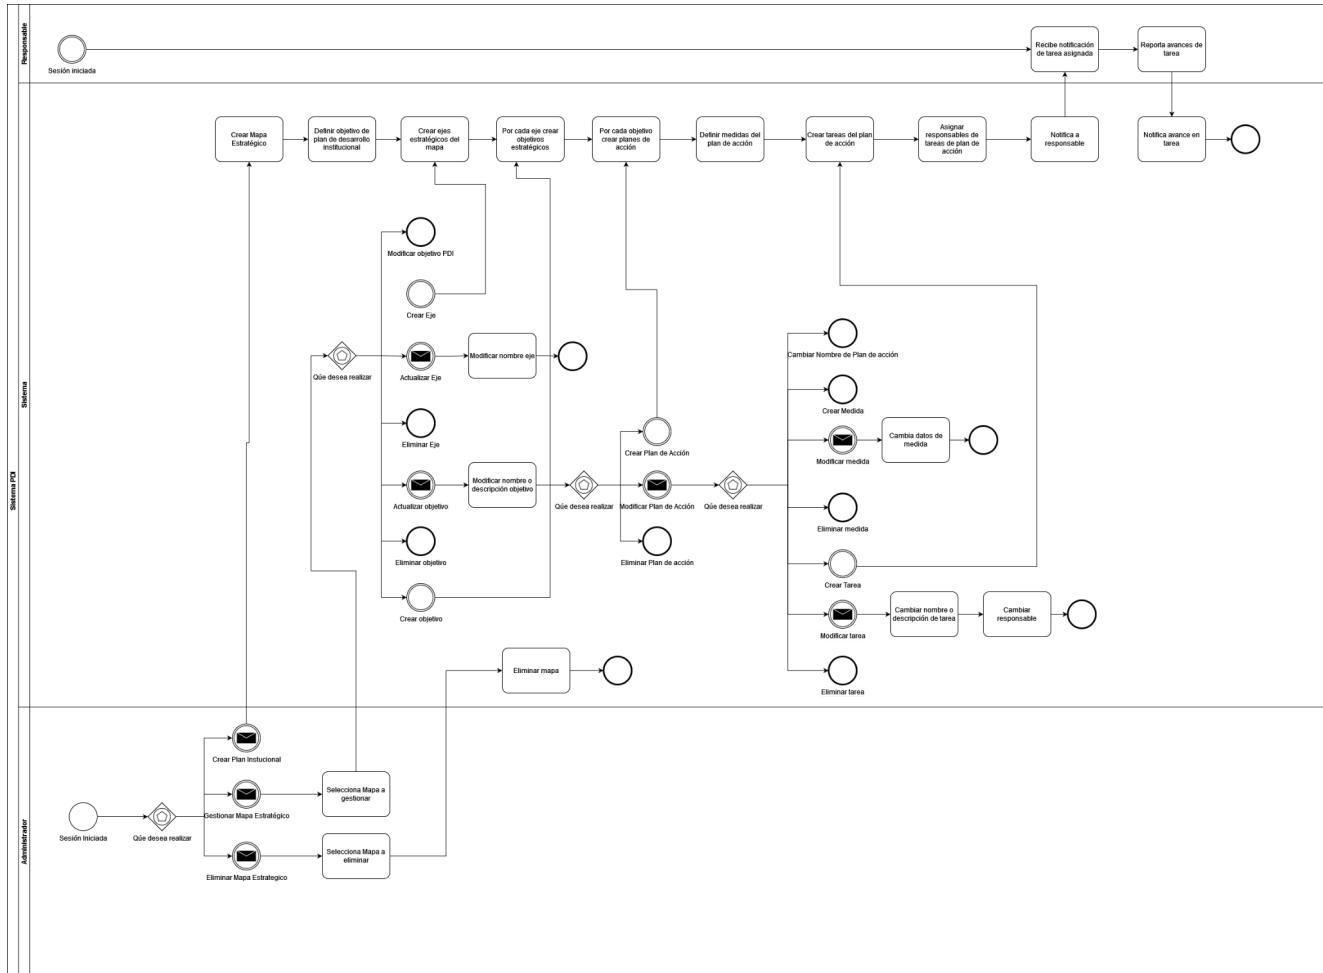 Sistema PDI
Responsable
Sesión iniciada
Recibe notificación
de tarea asignada
Reporta avances de
tarea
Sistema
Crear Mapa
Estratégico
Definir objetivo de
plan de desarrollo
institucional
Crear ejes
estratégicos del
mapa
Por cada eje crear
objetivos
estratégicos
Por cada objetivo
crear planes de
acción
Definir medidas del
plan de acción
Crear tareas del plan
de acción
Asignar
responsables de
tareas de plan de
acción
Notifica a
responsable
Notifica avance en
tarea
Modificar objetivo PDI
Crear Eje
Qúe desea realizar
Actualizar Eje
Modificar nombre eje
Eliminar Eje
Actualizar objetivo
Modificar nombre o
descripción objetivo
Eliminar objetivo
Crear objetivo
Qúe desea realizar
Crear Plan de Acción
Modificar Plan de Acción
Eliminar Plan de acción
Qúe desea realizar
Cambiar Nombre de Plan de acción
Crear Medida
Modificar medida
Cambia datos de
medida
Eliminar medida
Crear Tarea
Modificar tarea
Cambiar nombre o
descripción de tarea
Cambiar
responsable
Eliminar tarea
Eliminar mapa
Administrador
Sesión Iniciada
Qúe desea realizar
Crear Plan Instucional
Gestionar Mapa Estratégico
Selecciona Mapa a
gestionar
Eliminar Mapa Estrategico
Selecciona Mapa a
eliminar